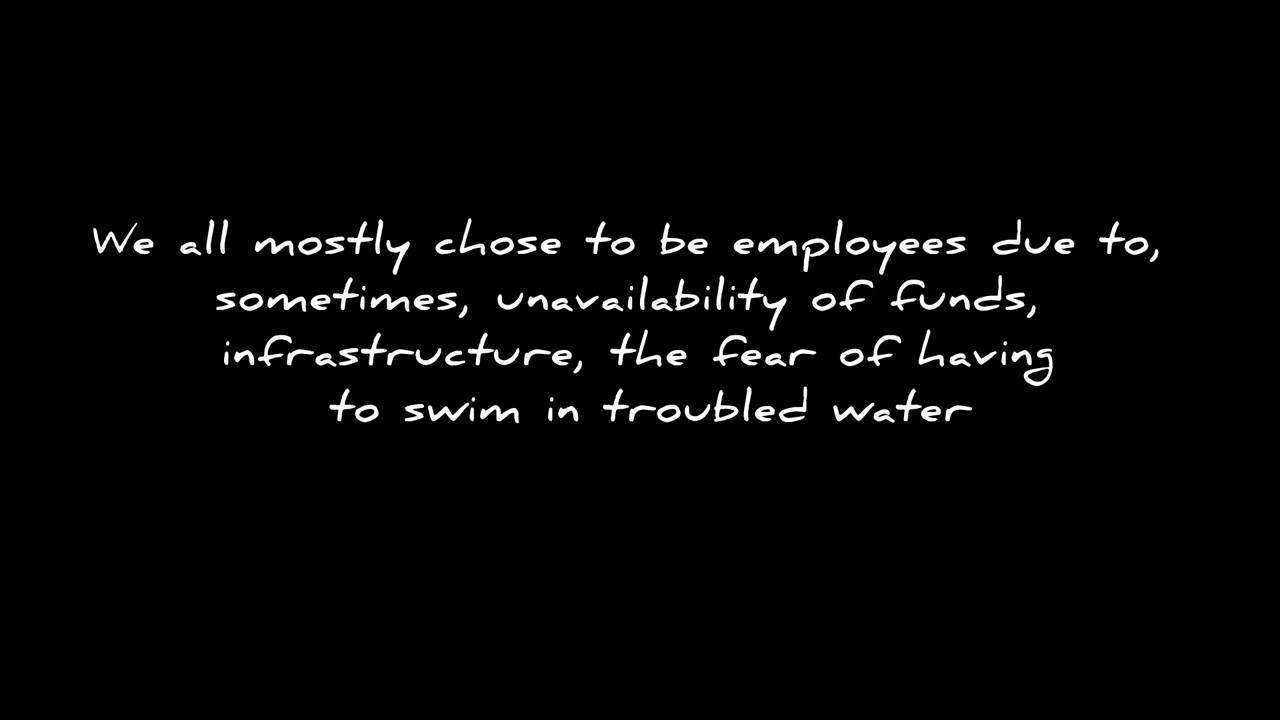 We all mostly chose to be employees due to,
sometimes, unavailability of funds,
infrastructure, the fear of having
to swim in troubled water